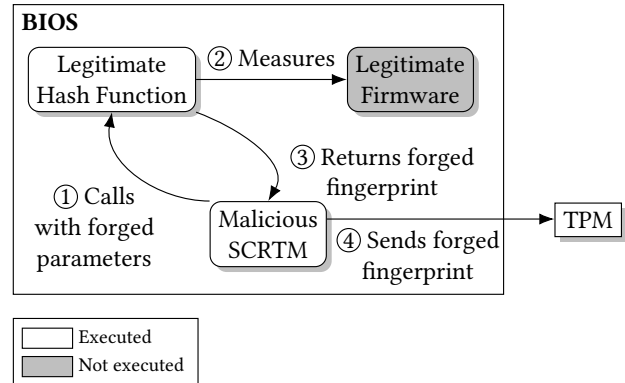 BIOS
Legitimate
Hash Function
② Measures
Legitimate
Firmware
③ Returns forged
fingerprint
① Calls
with forged
parameters
Malicious
SCRTM
④ Sends forged
fingerprint
TPM
Executed
Not executed